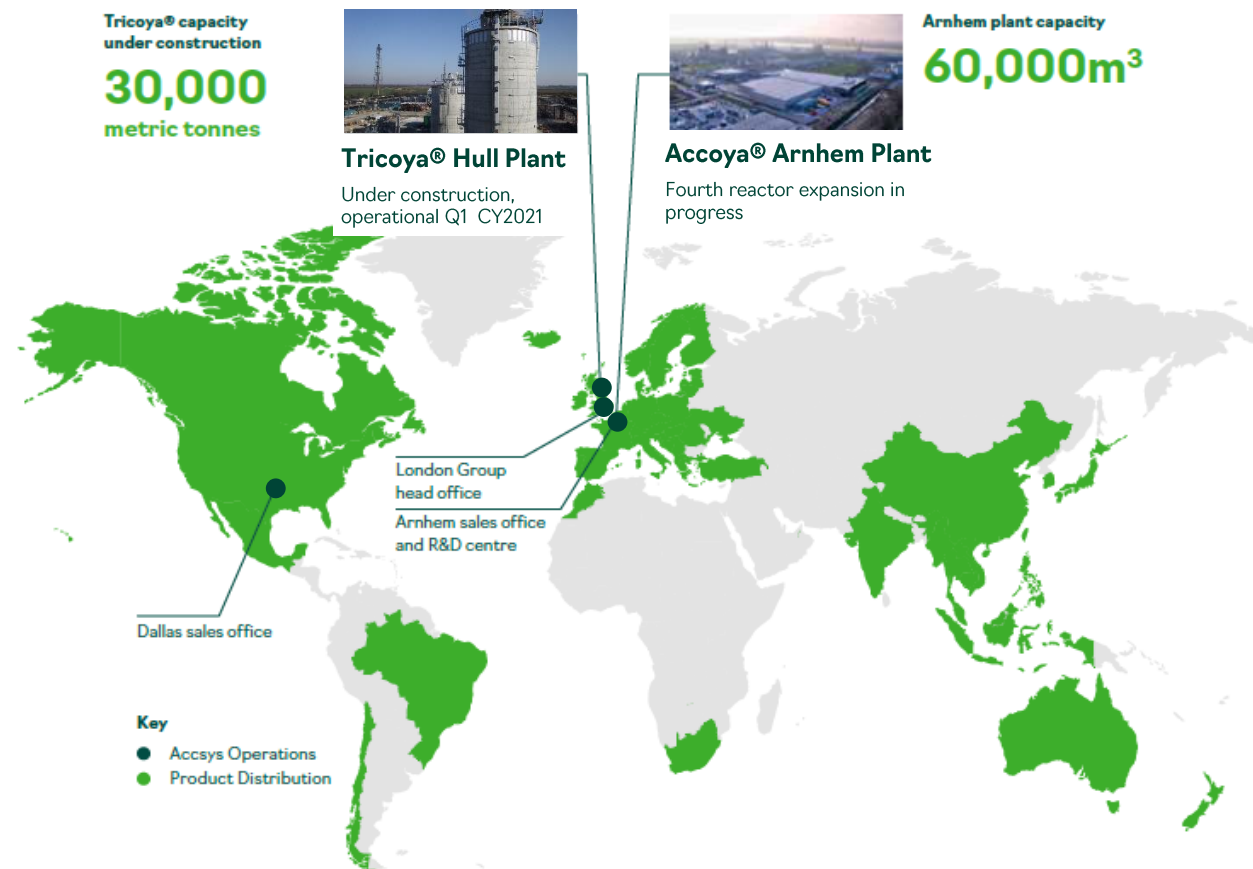 Tricoya® capacity
under construction
30,000
metric tonnes
Tricoya® Hull Plant
Under construction,
operational Q1 CY2021
Accoya® Arnhem Plant
Fourth reactor expansion in
progress
Arnhem plant capacity
60,000m³
London Group
head office
Arnhem sales office
and R&D centre
Dallas sales office
Key
Accsys Operations
Product Distribution